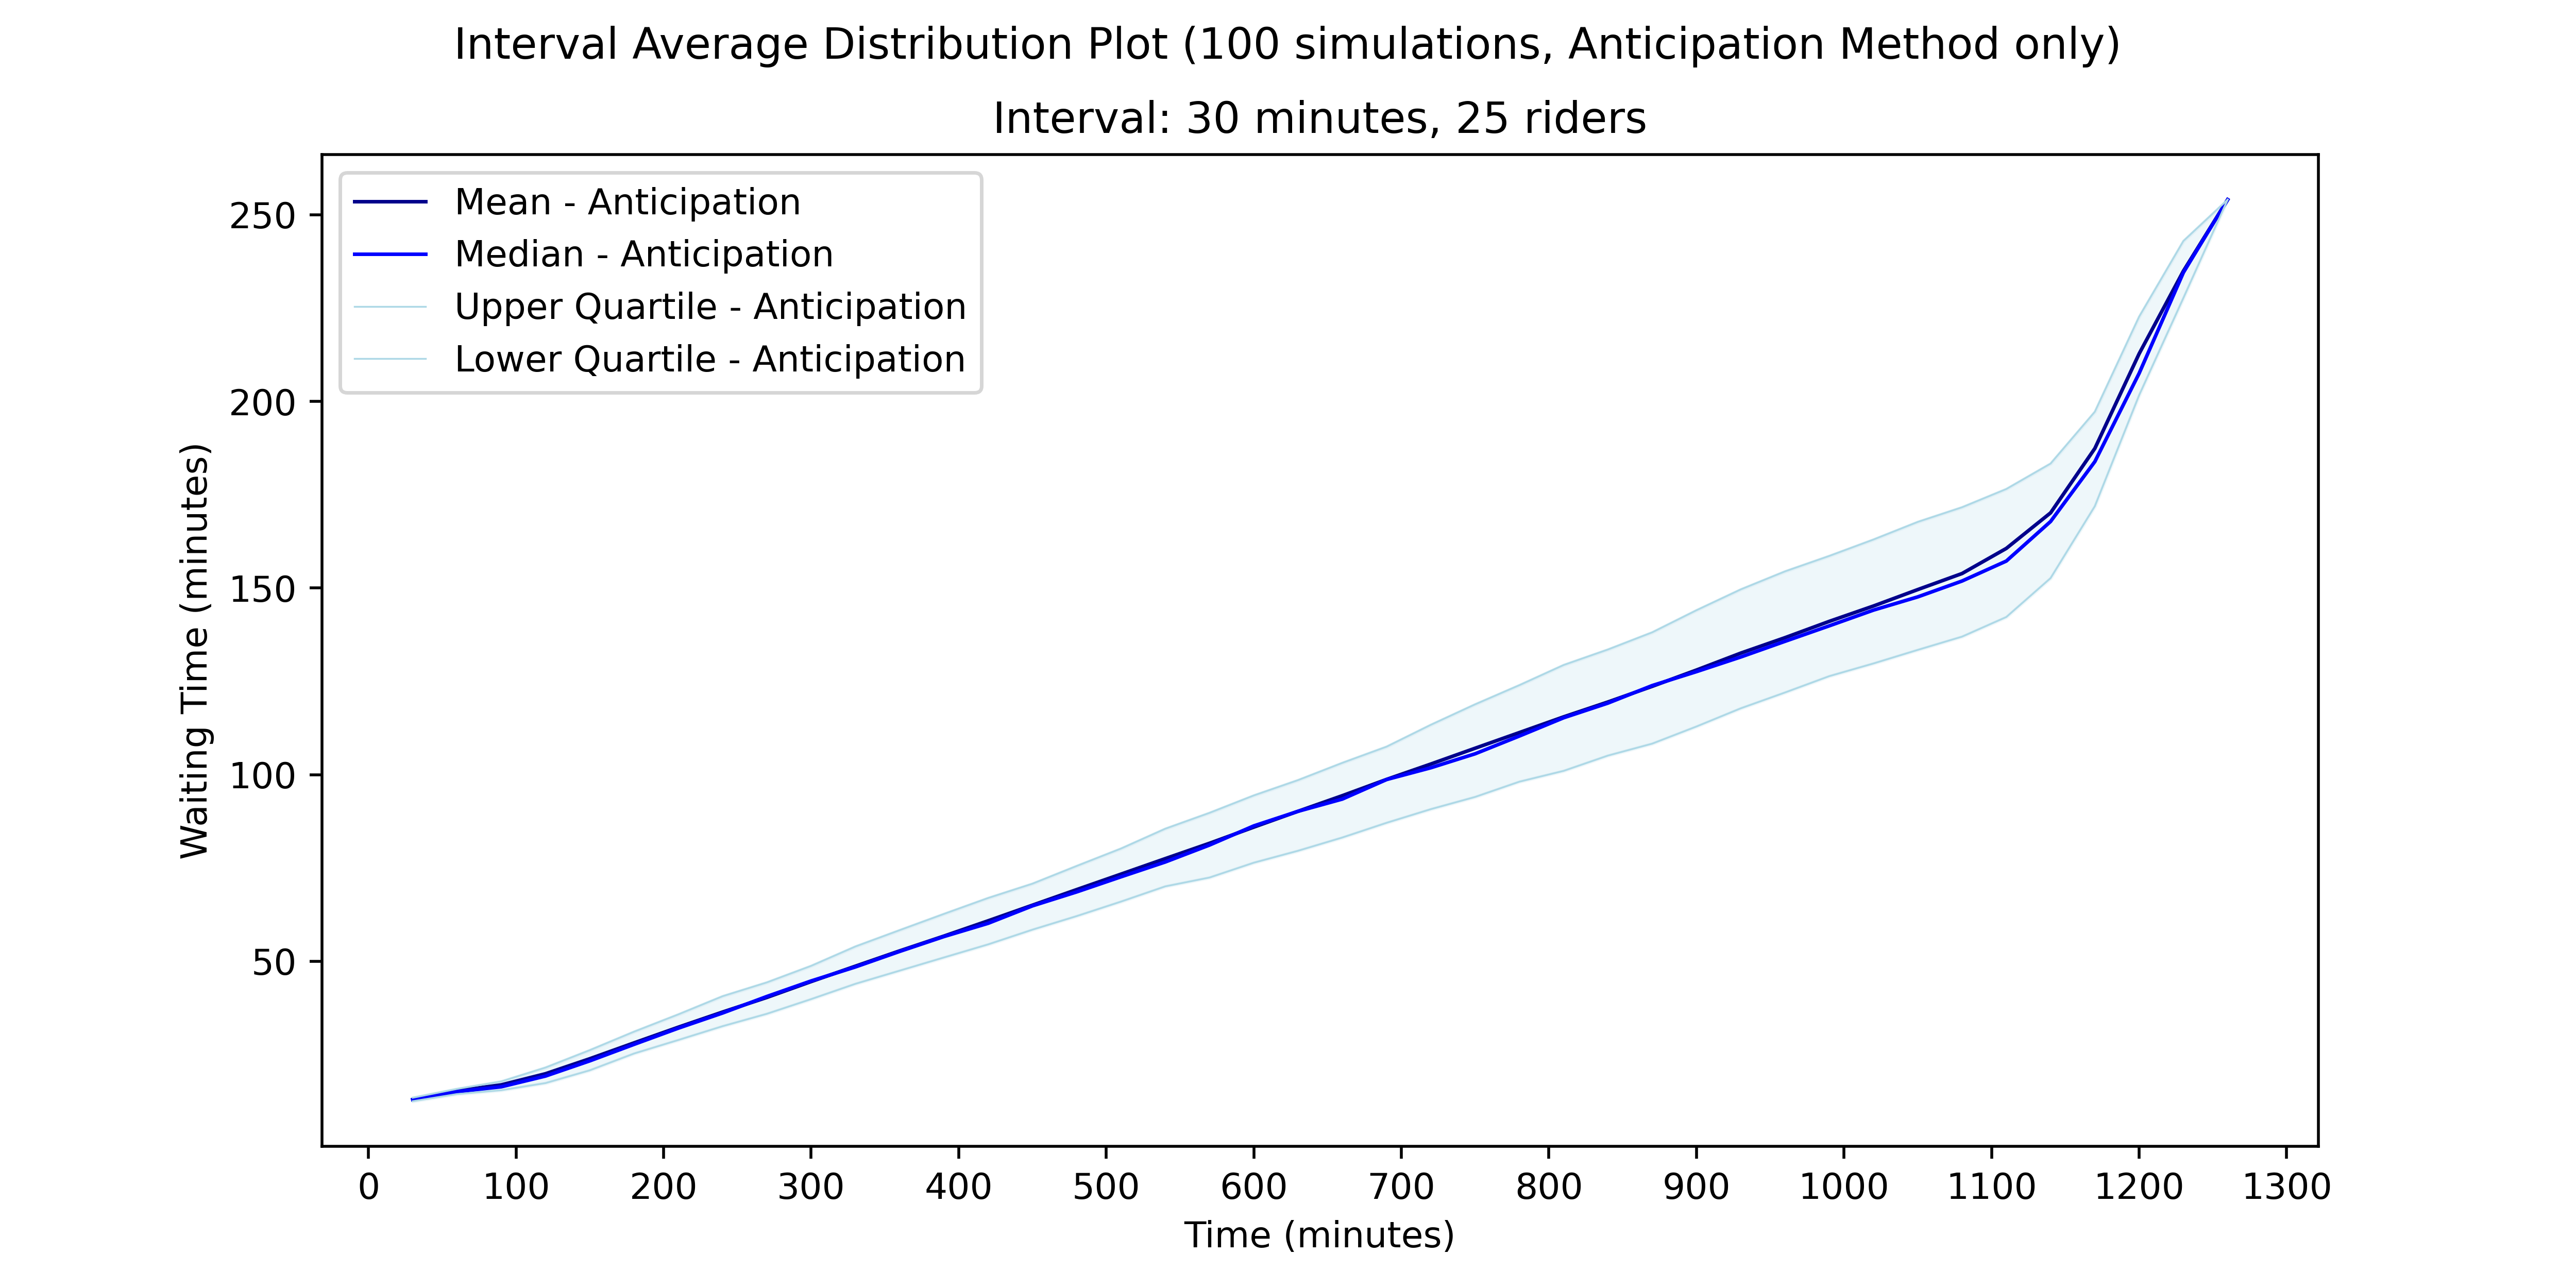 Interval Average Distribution Plot (100 simulations, Anticipation Method only)
Interval: 30 minutes, 25 riders
Mean - Anticipation
Median - Anticipation
Upper Quartile - Anticipation
Lower Quartile - Anticipation
250
200
150
100
50
Waiting Time (minutes)
0 100 200 300 400 500 600 700 800 900 1000 1100 1200 1300
Time (minutes)